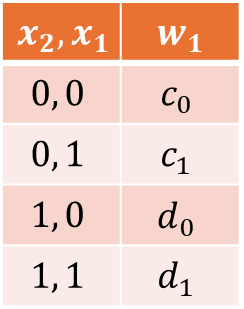 x₂, x₁ w₁
0, 0 c₀
0, 1 c₁
1, 0 d₀
1, 1 d₁